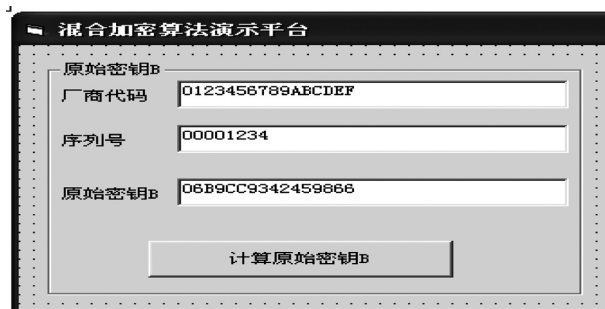 混合加密算法演示平台
原始密钥B
厂商代码 0123456789ABCDEF
序列号 00001234
原始密钥B 06B9CC9342459866
计算原始密钥B